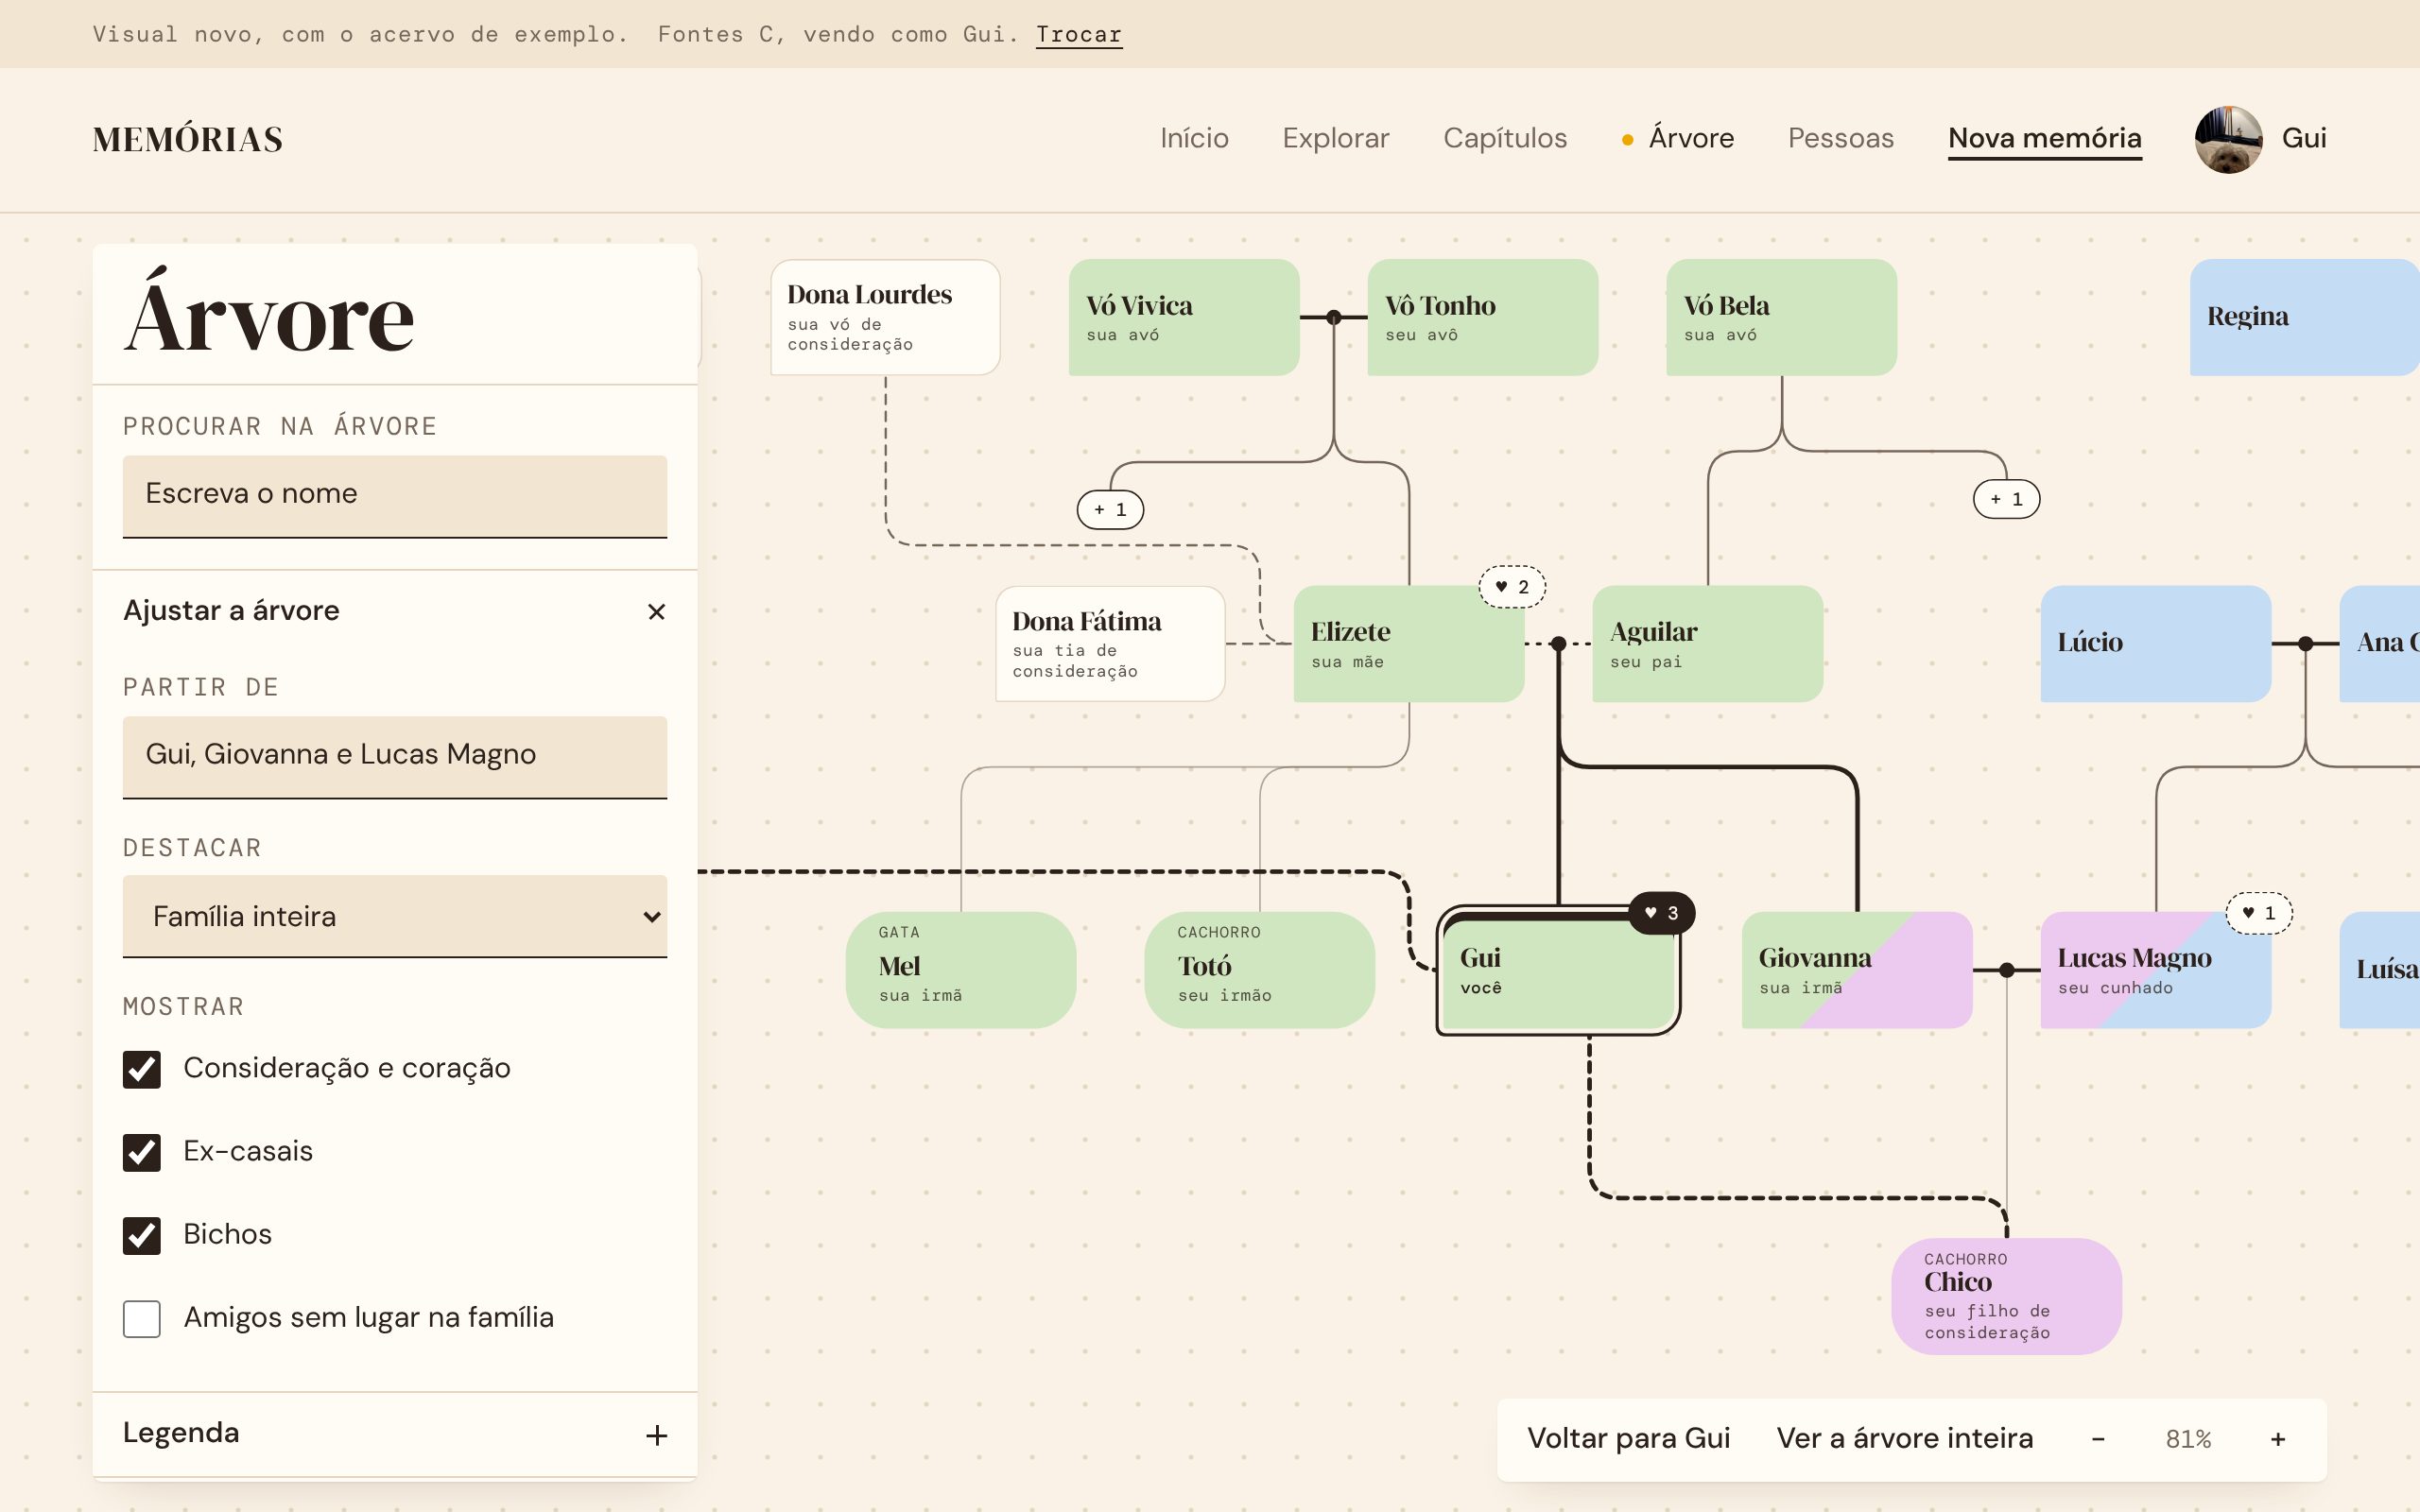 Visual novo, com o acervo de exemplo. Fontes C, vendo como Gui. Trocar
MEMÓRIAS
Início
Explorar
Capítulos
Árvore
Pessoas
Nova memória
Gui
Árvore
PROCURAR NA ÁRVORE
Escreva o nome
Ajustar a árvore ×
PARTIR DE
Gui, Giovanna e Lucas Magno
DESTACAR
Família inteira
MOSTRAR
Consideração e coração
Ex-casais
Bichos
Amigos sem lugar na família
Legenda +
Dona Lourdes
sua vó de
consideração
Vó Vivica
sua avó
Vô Tonho
seu avô
Vó Bela
sua avó
Regina
+ 1
+ 1
Dona Fátima
sua tia de
consideração
Elizete
sua mãe
♥ 2
Aguilar
seu pai
Lúcio
Ana
GATA
Mel
sua irmã
CACHORRO
Totó
seu irmão
Gui
você
♥ 3
Giovanna
sua irmã
Lucas Magno
seu cunhado
♥ 1
Luísa
CACHORRO
Chico
seu filho de
consideração
Voltar para Gui
Ver a árvore inteira
− 81% +